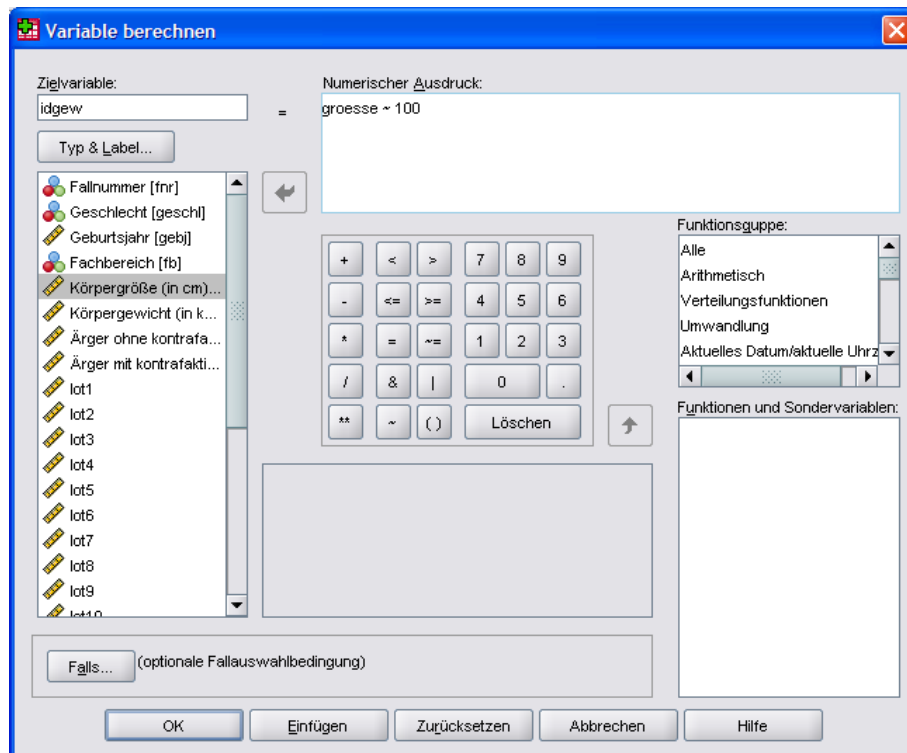 Variable berechnen
Zielvariable:
idgew
=
Numerischer Ausdruck:
groesse ~ 100
Typ & Label...
Fallnummer [fnr]
Geschlecht [geschl]
Geburtsjahr [gebj]
Fachbereich [fb]
Körpergröße (in cm)...
Körpergewicht (in k...
Ärger ohne kontrafa...
Ärger mit kontrafakti...
lot1
lot2
lot3
lot4
lot5
lot6
lot7
lot8
lot9
lot10
+ < > 7 8 9
- <= >= 4 5 6
* = ~= 1 2 3
/ & | 0 .
** ~ ( ) Löschen
Funktionsgruppe:
Alle
Arithmetisch
Verteilungsfunktionen
Umwandlung
Aktuelles Datum/aktuelle Uhrz
Funktionen und Sondervariablen:
Falls... (optionale Fallauswahlbedingung)
OK Einfügen Zurücksetzen Abbrechen Hilfe